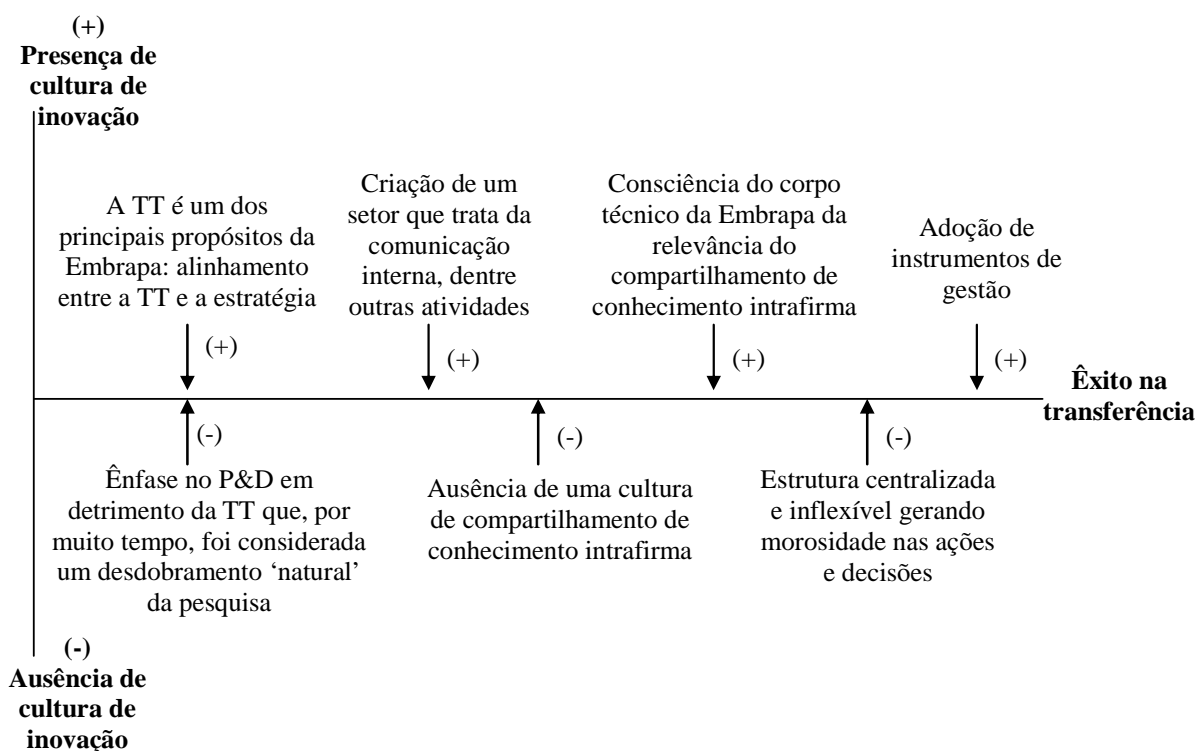 (+)
Presença de
cultura de
inovação
A TT é um dos
principais propósitos da
Embrapa: alinhamento
entre a TT e a estratégia
(+)
Criação de um
setor que trata da
comunicação
interna, dentre
outras atividades
(+)
Consciência do corpo
técnico da Embrapa da
relevância do
compartilhamento de
conhecimento intrafirma
(+)
Adoção de
instrumentos de
gestão
(+)
Êxito na
transferência
(-)
Ênfase no P&D em
detrimento da TT que, por
muito tempo, foi considerada
um desdobramento ‘natural’
da pesquisa
(-)
Ausência de uma cultura
de compartilhamento de
conhecimento intrafirma
(-)
Estrutura centralizada
e inflexível gerando
morosidade nas ações
e decisões
(-)
Ausência de
cultura de
inovação